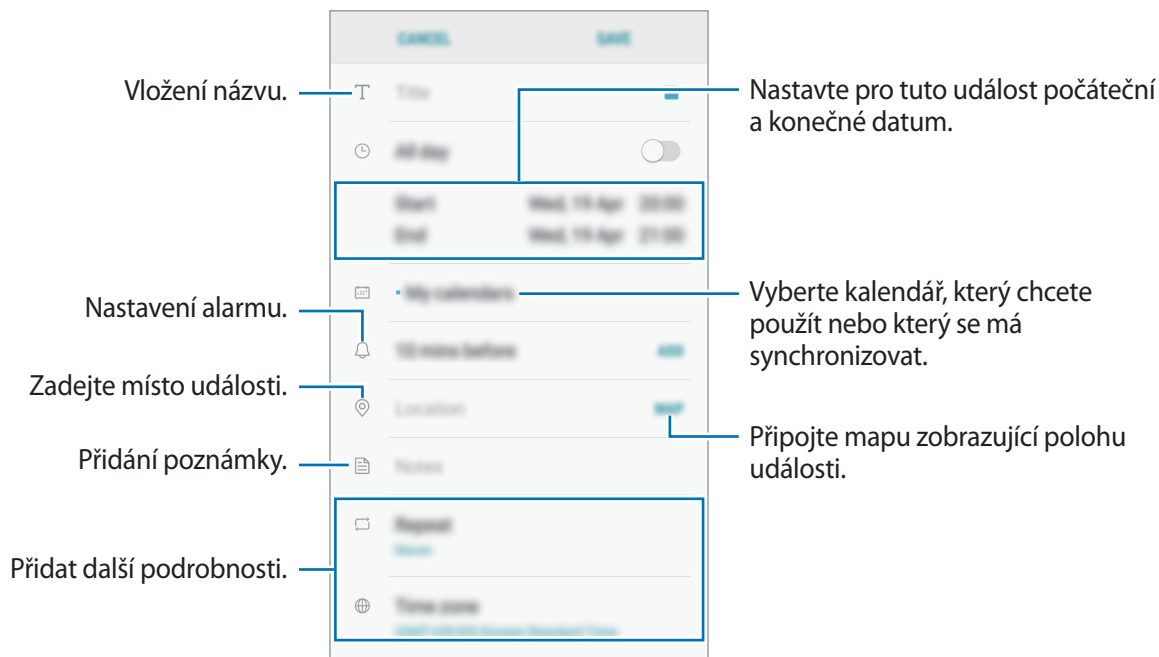 CANCEL
SAVE
Vložení názvu.
Title
Nastavte pro tuto událost počáteční
a konečné datum.
All day
Start Wed, 19 Apr 20:00
End Wed, 19 Apr 21:00
Nastavení alarmu.
My calendars
Vyberte kalendář, který chcete
použít nebo který se má
synchronizovat.
10 mins before
ADD
Zadejte místo události.
Location
MAP
Připojte mapu zobrazující polohu
události.
Přidání poznámky.
Notes
Přidat další podrobnosti.
Repeat
Never
Time zone